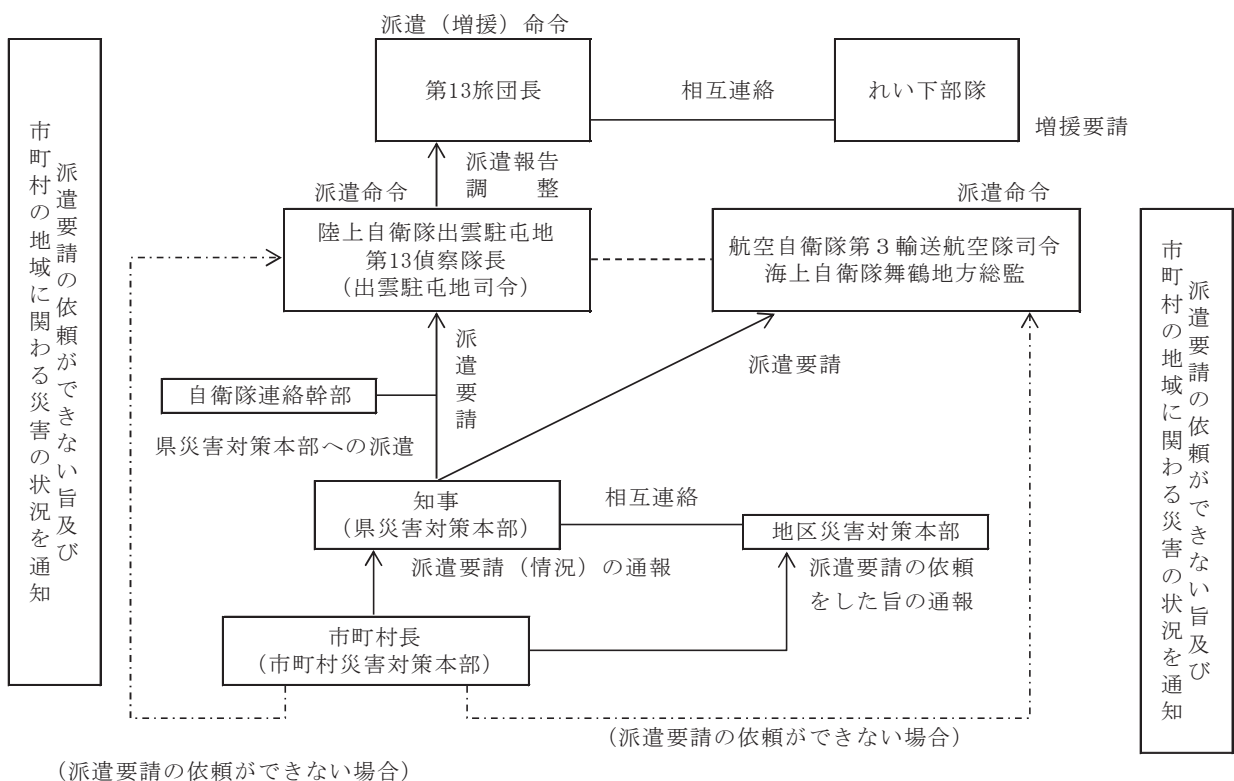 派遣（増援）命令
第13旅団長
相互連絡
れい下部隊
増援要請
派遣報告
調　　整
派遣命令
陸上自衛隊出雲駐屯地
第13偵察隊長
（出雲駐屯地司令）
派遣命令
航空自衛隊第３輸送航空隊司令
海上自衛隊舞鶴地方総監
派遣要請
派遣要請
自衛隊連絡幹部
県災害対策本部への派遣
知事
（県災害対策本部）
相互連絡
地区災害対策本部
派遣要請（情況）の通報
派遣要請の依頼
をした旨の通報
市町村長
（市町村災害対策本部）
（派遣要請の依頼ができない場合）
（派遣要請の依頼ができない場合）
派遣要請の依頼ができない旨及び
市町村の地域に関わる災害の状況を通知
派遣要請の依頼ができない旨及び
市町村の地域に関わる災害の状況を通知